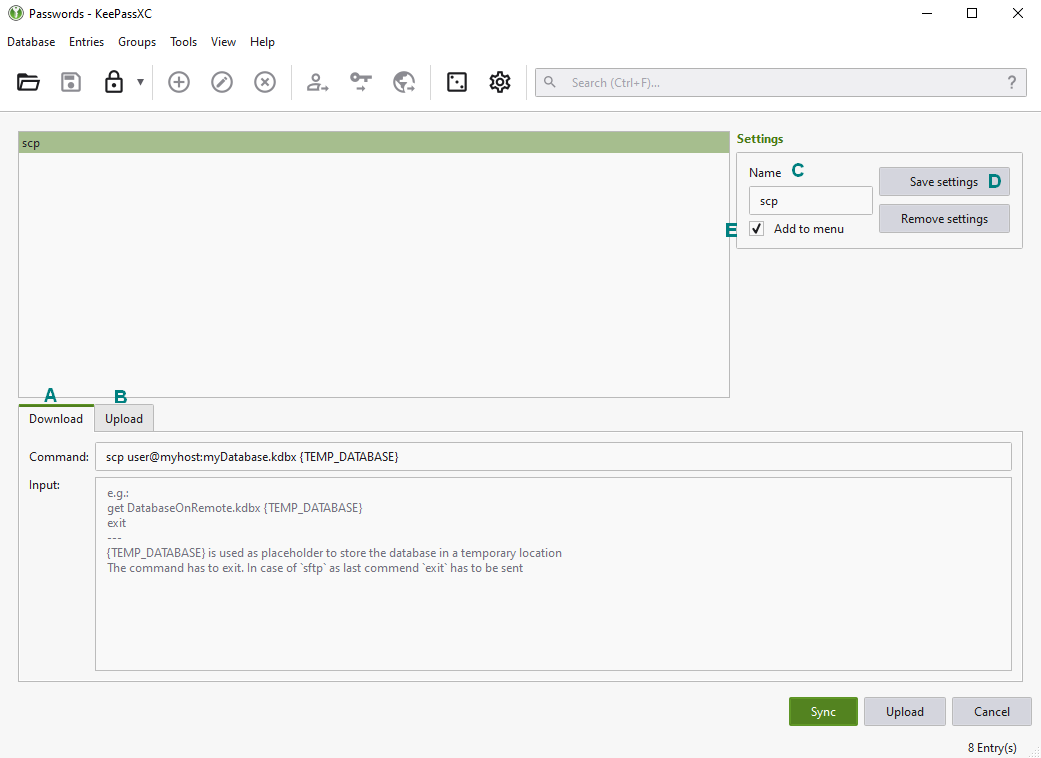 Passwords - KeePassXC
Database Entries Groups Tools View Help
Search (Ctrl+F)... ?
scp
Settings
Name C
Save settings D
scp
Remove settings
E Add to menu
A B
Download Upload
Command: scp user@myhost:myDatabase.kdbx {TEMP_DATABASE}
Input:
e.g.:
get DatabaseOnRemote.kdbx {TEMP_DATABASE}
exit
---
{TEMP_DATABASE} is used as placeholder to store the database in a temporary location
The command has to exit. In case of `sftp` as last commend `exit` has to be sent
Sync Upload Cancel
8 Entry(s)